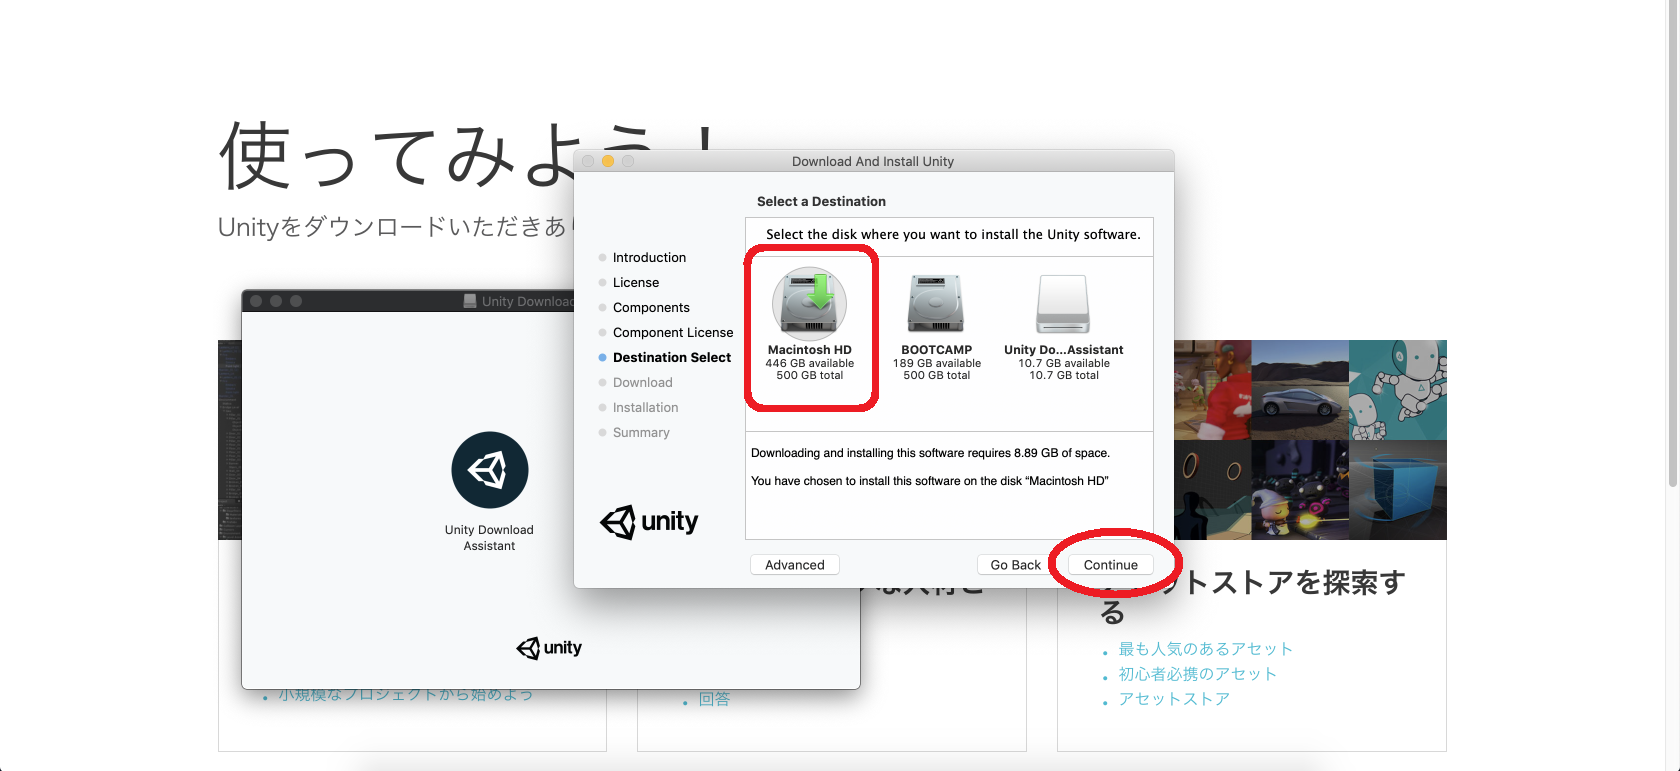 使ってみよう！
Unityをダウンロードいただきあり
Download And Install Unity
Select a Destination
Select the disk where you want to install the Unity software.
Introduction
License
Components
Component License
Destination Select
Download
Installation
Summary
Macintosh HD
446 GB available
500 GB total
BOOTCAMP
189 GB available
500 GB total
Unity Do...Assistant
10.7 GB available
10.7 GB total
Downloading and installing this software requires 8.89 GB of space.
You have chosen to install this software on the disk “Macintosh HD”
unity
Advanced
Go Back
Continue
Unity Download
Unity Download
Assistant
unity
小規模なプロジェクトから始めよう
回答
ットストアを探索す
る
最も人気のあるアセット
初心者必携のアセット
アセットストア